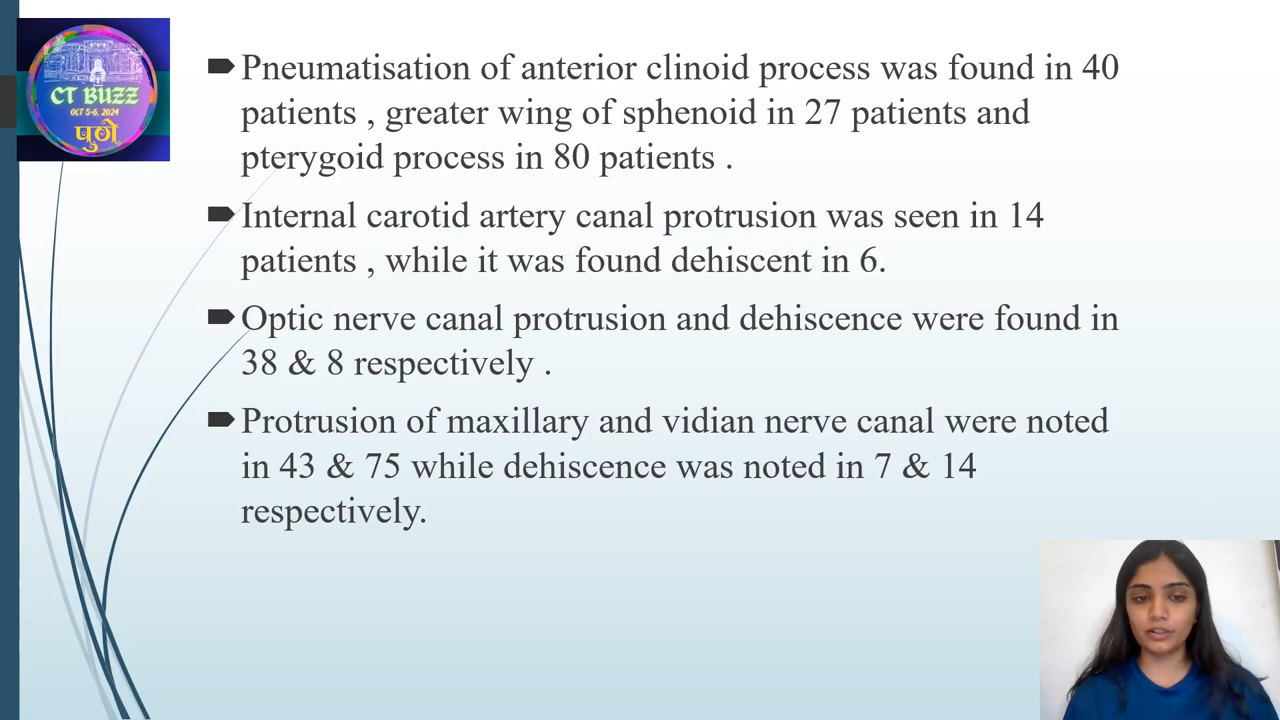 CT BUZZ
OCT 5-6, 2024
पुणे
Pneumatisation of anterior clinoid process was found in 40
patients , greater wing of sphenoid in 27 patients and
pterygoid process in 80 patients .
Internal carotid artery canal protrusion was seen in 14
patients , while it was found dehiscent in 6.
Optic nerve canal protrusion and dehiscence were found in
38 & 8 respectively .
Protrusion of maxillary and vidian nerve canal were noted
in 43 & 75 while dehiscence was noted in 7 & 14
respectively.